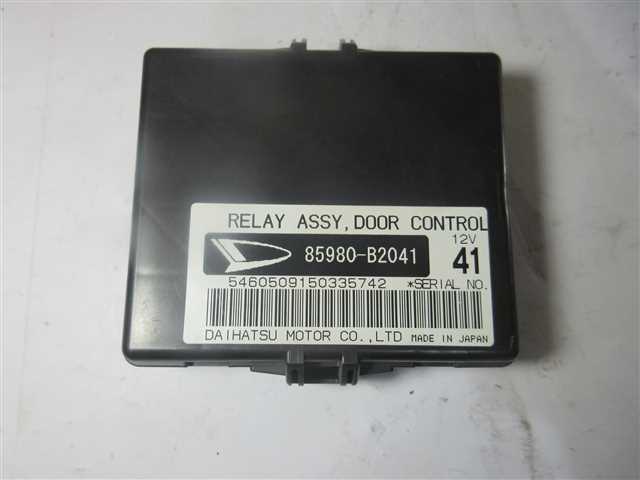 RELAY ASSY, DOOR CONTROL
12V
85980-B2041
41
5460509150335742 *SERIAL NO.
DAIHATSU MOTOR CO.,LTD MADE IN JAPAN